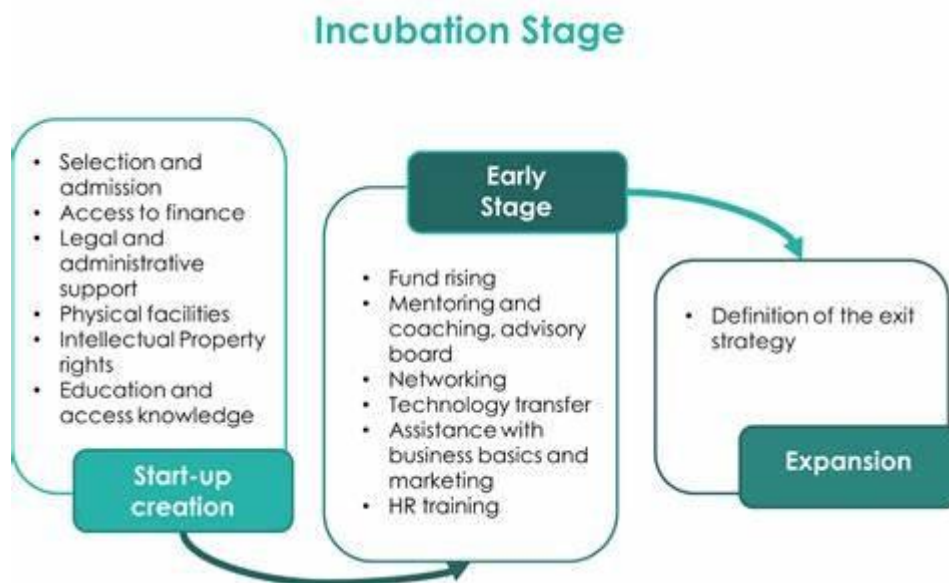 Incubation Stage
• Selection and
admission
• Access to finance
• Legal and
administrative
support
• Physical facilities
• Intellectual Property
rights
• Education and
access knowledge
Start-up
creation
Early
Stage
• Fund rising
• Mentoring and
coaching, advisory
board
• Networking
• Technology transfer
• Assistance with
business basics and
marketing
• HR training
• Definition of the exit
strategy
Expansion